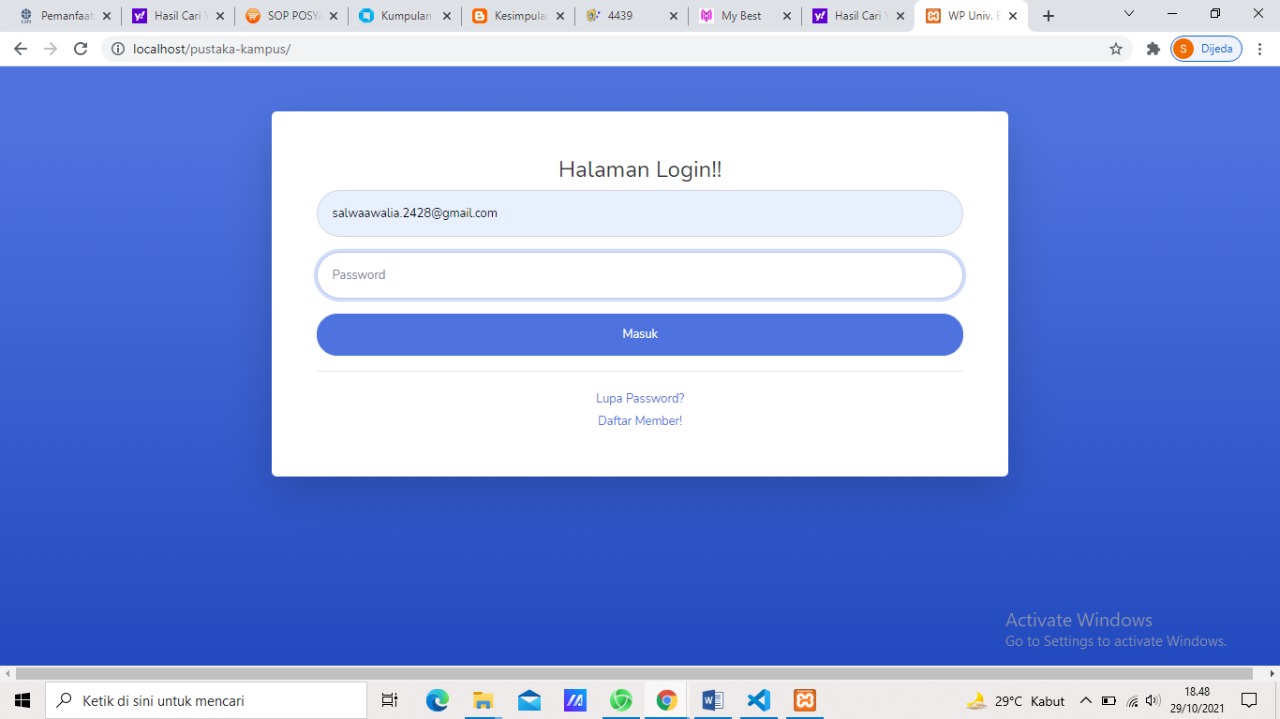 Pemanfaat
Hasil Cari Y
SOP POSYA
Kumpulan
Kesimpulan
4439
My Best
Hasil Cari Y
WP Univ. B
localhost/pustaka-kampus/
S Dijeda
Halaman Login!!
salwaawalia.2428@gmail.com
Password
Masuk
Lupa Password?
Daftar Member!
Activate Windows
Go to Settings to activate Windows.
Ketik di sini untuk mencari
29°C Kabut
18.48
29/10/2021